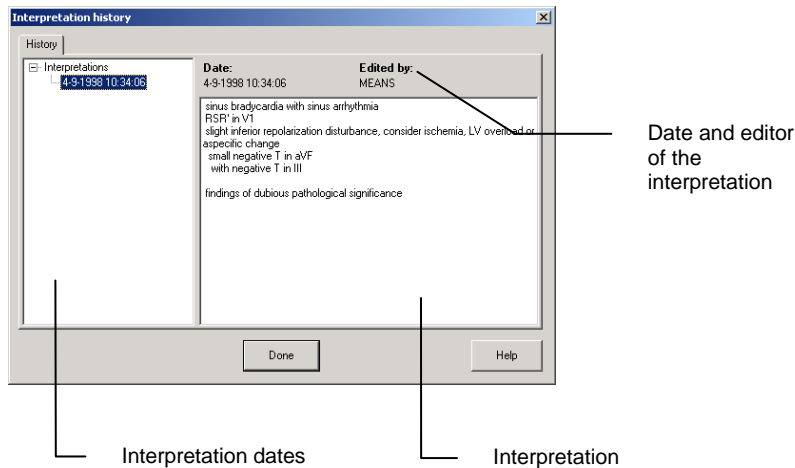 Interpretation history
History
Interpretations
4-9-1998 10:34:06
Date:
4-9-1998 10:34:06
Edited by:
MEANS
sinus bradycardia with sinus arrhythmia
RSR' in V1
slight inferior repolarization disturbance, consider ischemia, LV overload or
aspecific change
small negative T in aVF
with negative T in III
findings of dubious pathological significance
Done
Help
Date and editor
of the
interpretation
Interpretation dates
Interpretation